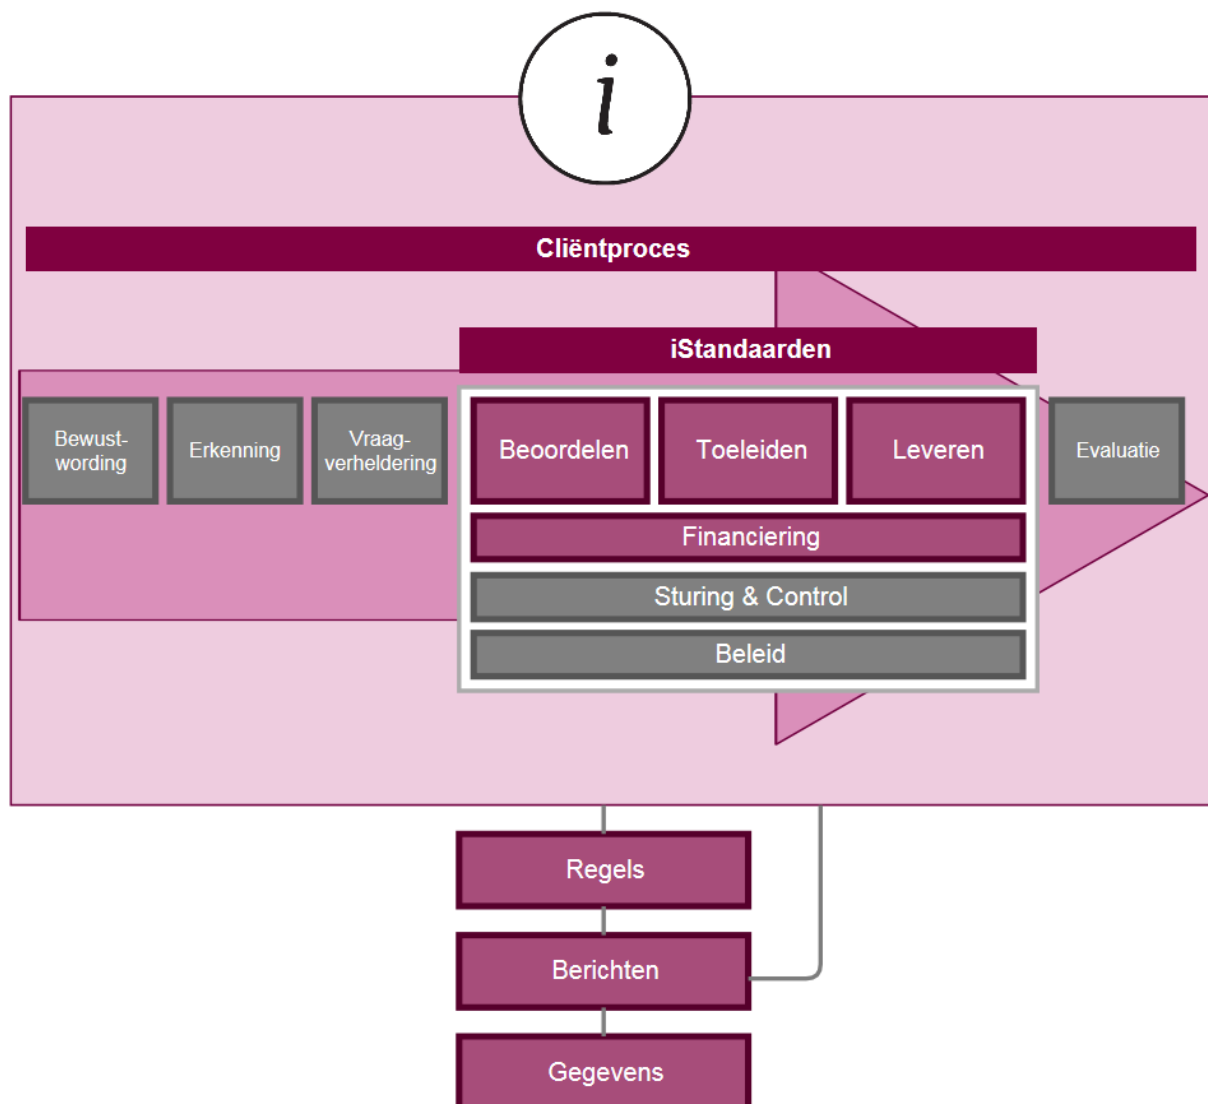 i
Cliëntproces
iStandaarden
Bewust-
wording
Erkenning
Vraag-
verheldering
Beoordelen
Toeleiden
Leveren
Evaluatie
Financiering
Sturing & Control
Beleid
Regels
Berichten
Gegevens